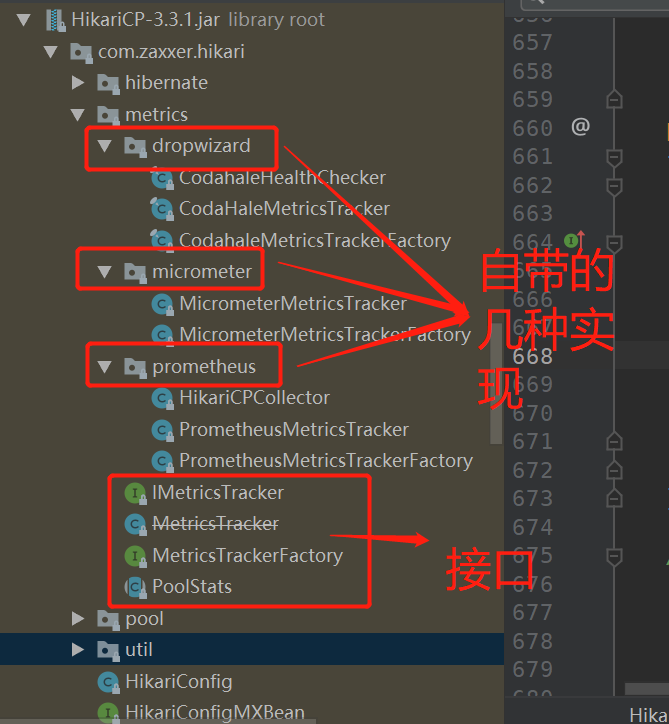 HikariCP-3.3.1.jar library root
com.zaxxer.hikari
hibernate
metrics
dropwizard
CodahaleHealthChecker
CodaHaleMetricsTracker
CodahaleMetricsTrackerFactory
micrometer
MicrometerMetricsTracker
MicrometerMetricsTrackerFactory
prometheus
HikariCPCollector
PrometheusMetricsTracker
PrometheusMetricsTrackerFactory
IMetricsTracker
MetricsTracker
MetricsTrackerFactory
PoolStats
pool
util
HikariConfig
HikariConfigMXBean
自带的
几种实
现
接口
657
658
659
660 @
661
662
663
664
666
668
669
670
671
672
673
674
675
676
677
678
679
Hika